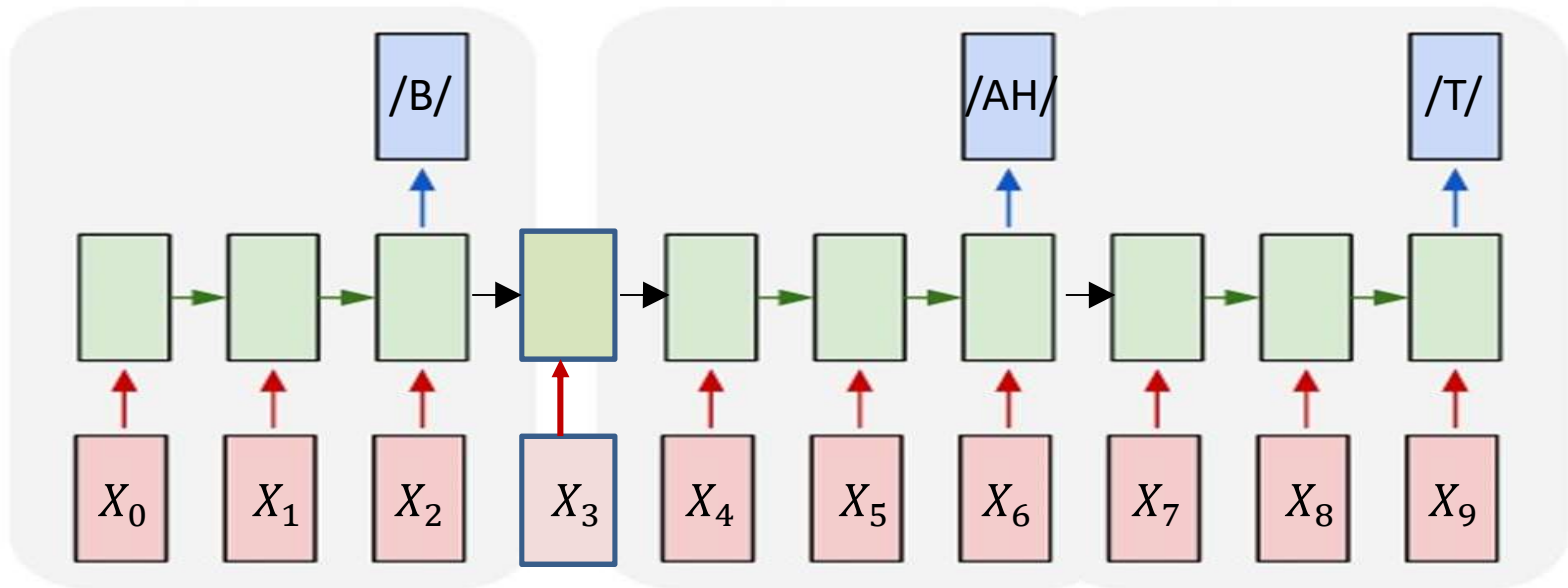 /B/ /AH/ /T/
X₀ X₁ X₂ X₃ X₄ X₅ X₆ X₇ X₈ X₉